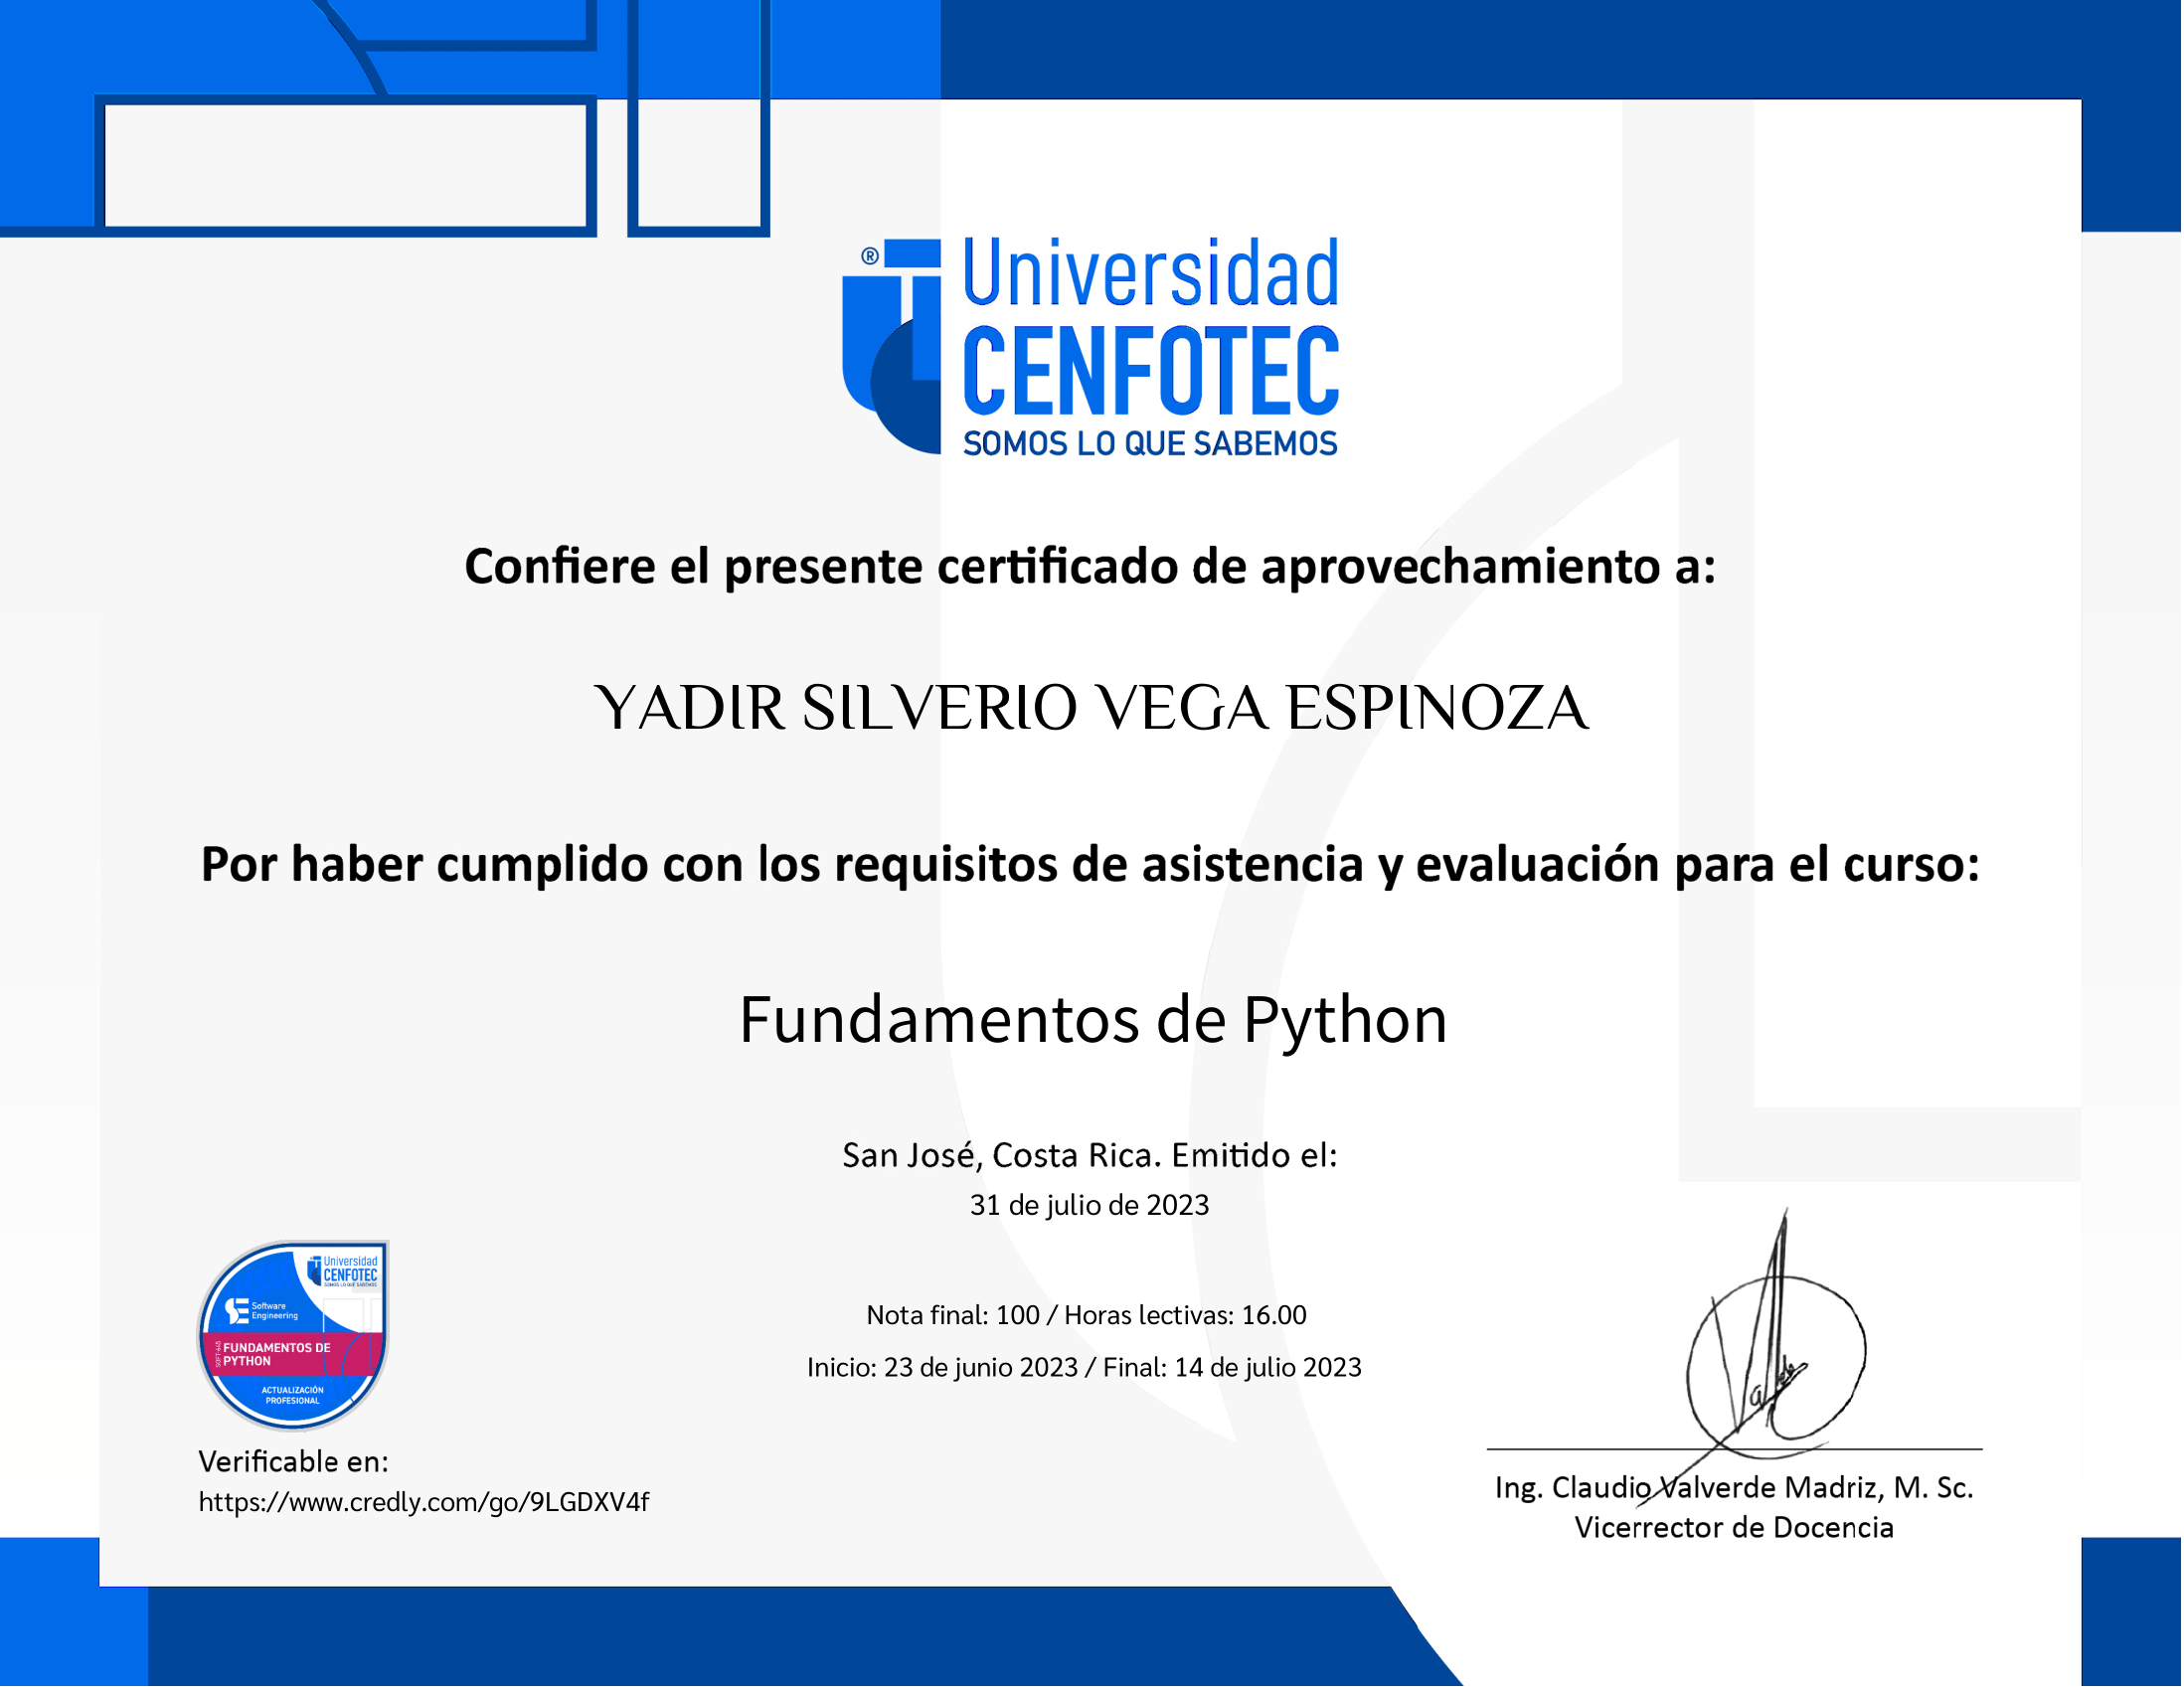 ® Universidad
CENFOTEC
SOMOS LO QUE SABEMOS
Confiere el presente certificado de aprovechamiento a:
YADIR SILVERIO VEGA ESPINOZA
Por haber cumplido con los requisitos de asistencia y evaluación para el curso:
Fundamentos de Python
San José, Costa Rica. Emitido el:
31 de julio de 2023
Nota final: 100 / Horas lectivas: 16.00
Inicio: 23 de junio 2023 / Final: 14 de julio 2023
Universidad
CENFOTEC
SOMOS LO QUE SABEMOS
SE Software
Engineering
FUNDAMENTOS DE
PYTHON
ACTUALIZACIÓN
PROFESIONAL
Verificable en:
https://www.credly.com/go/9LGDXV4f
Ing. Claudio Valverde Madriz, M. Sc.
Vicerrector de Docencia